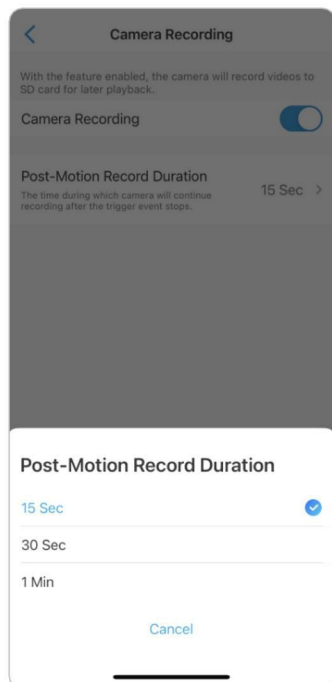 Camera Recording
With the feature enabled, the camera will record videos to
SD card for later playback.
Camera Recording
Post-Motion Record Duration
15 Sec
The time during which camera will continue
recording after the trigger event stops.
Post-Motion Record Duration
15 Sec
30 Sec
1 Min
Cancel